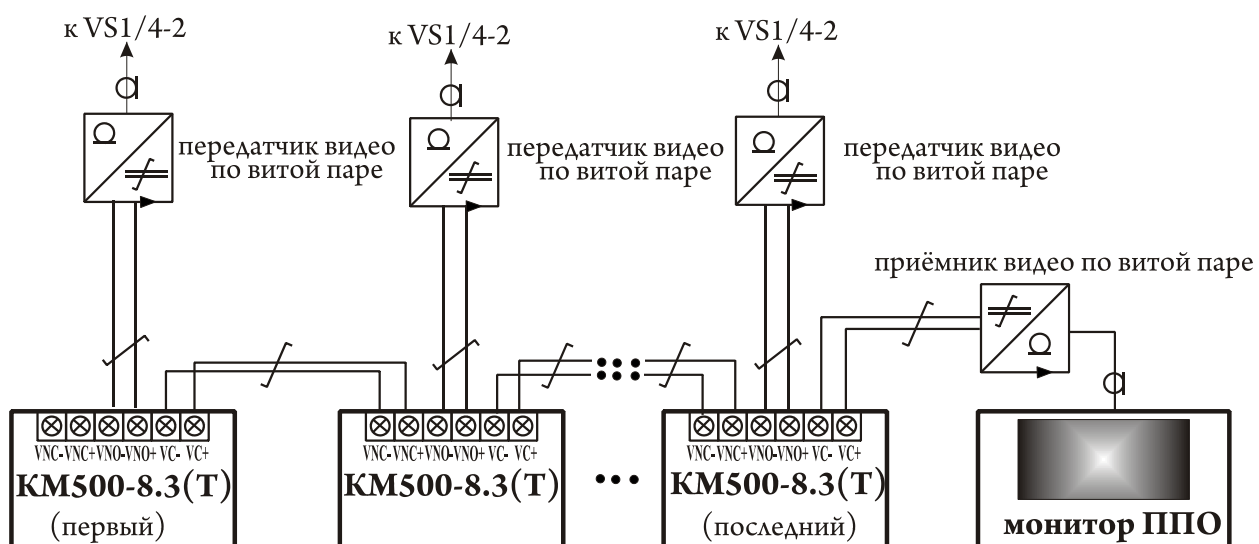 к VS1/4-2
к VS1/4-2
к VS1/4-2
передатчик видео
по витой паре
передатчик видео
по витой паре
передатчик видео
по витой паре
приёмник видео по витой паре
VNC- VNC+ VNO- VNO+ VC- VC+
VNC- VNC+ VNO- VNO+ VC- VC+
VNC- VNC+ VNO- VNO+ VC- VC+
КМ500-8.3(Т)
КМ500-8.3(Т)
...
КМ500-8.3(Т)
(первый)
(последний)
монитор ППО